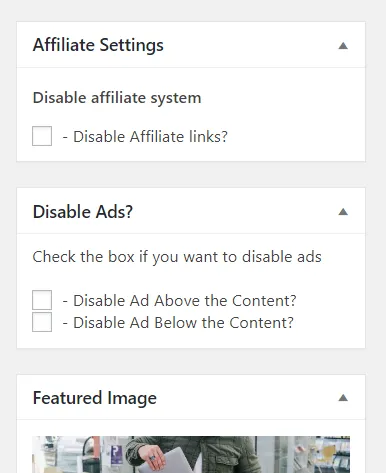 Affiliate Settings
Disable affiliate system
- Disable Affiliate links?
Disable Ads?
Check the box if you want to disable ads
- Disable Ad Above the Content?
- Disable Ad Below the Content?
Featured Image